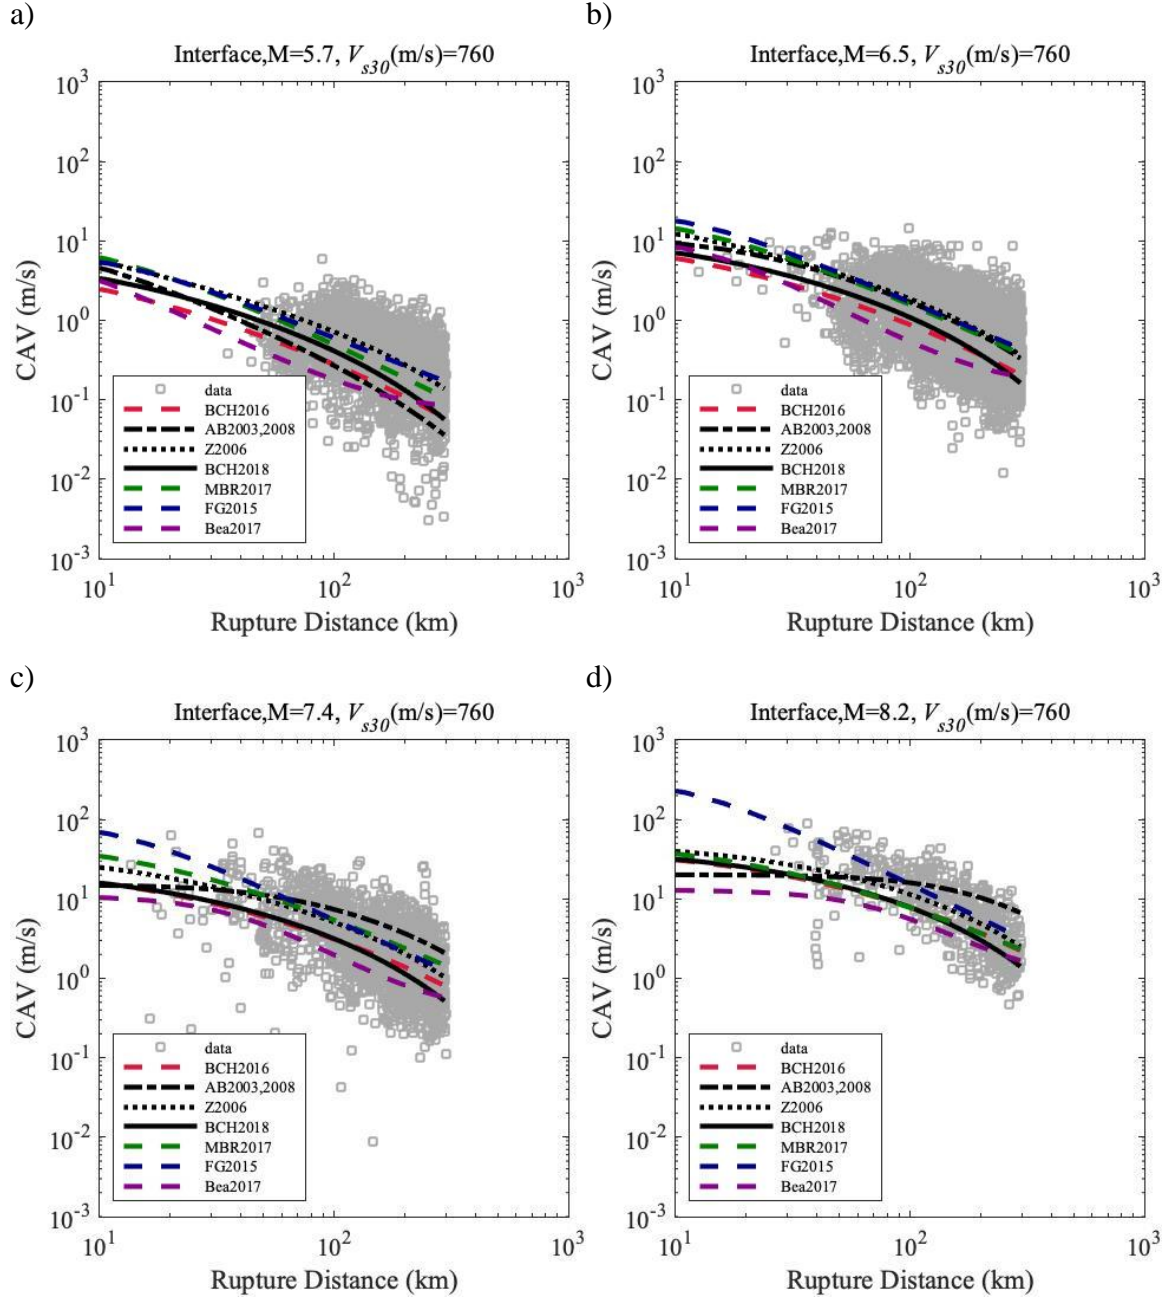 a)
Interface,M=5.7, Vs30(m/s)=760
10^3
10^2
10^1
10^0
10^-1
10^-2
10^-3
CAV (m/s)
data
BCH2016
AB2003,2008
Z2006
BCH2018
MBR2017
FG2015
Bea2017
10^1 10^2 10^3
Rupture Distance (km)
b)
Interface,M=6.5, Vs30(m/s)=760
10^3
10^2
10^1
10^0
10^-1
10^-2
10^-3
CAV (m/s)
data
BCH2016
AB2003,2008
Z2006
BCH2018
MBR2017
FG2015
Bea2017
10^1 10^2 10^3
Rupture Distance (km)
c)
Interface,M=7.4, Vs30(m/s)=760
10^3
10^2
10^1
10^0
10^-1
10^-2
10^-3
CAV (m/s)
data
BCH2016
AB2003,2008
Z2006
BCH2018
MBR2017
FG2015
Bea2017
10^1 10^2 10^3
Rupture Distance (km)
d)
Interface,M=8.2, Vs30(m/s)=760
10^3
10^2
10^1
10^0
10^-1
10^-2
10^-3
CAV (m/s)
data
BCH2016
AB2003,2008
Z2006
BCH2018
MBR2017
FG2015
Bea2017
10^1 10^2 10^3
Rupture Distance (km)